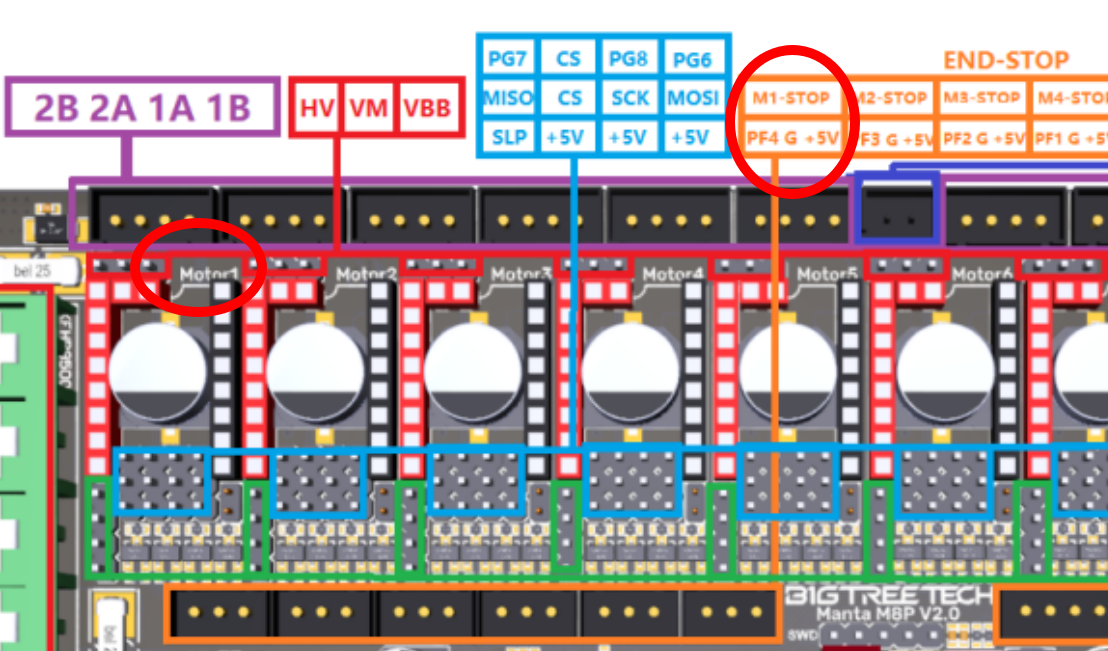 END-STOP
PG7 CS PG8 PG6
MISO CS SCK MOSI
SLP +5V +5V +5V
2B 2A 1A 1B
HV VM VBB
M1-STOP M2-STOP M3-STOP M4-STOP
PF4 G +5V PF3 G +5V PF2 G +5V PF1 G +5V
bel 25
Motor1 Motor2 Motor3 Motor4 Motor5 Motor6
BIGTREETECH
Manta M8P V2.0
SWD
bel